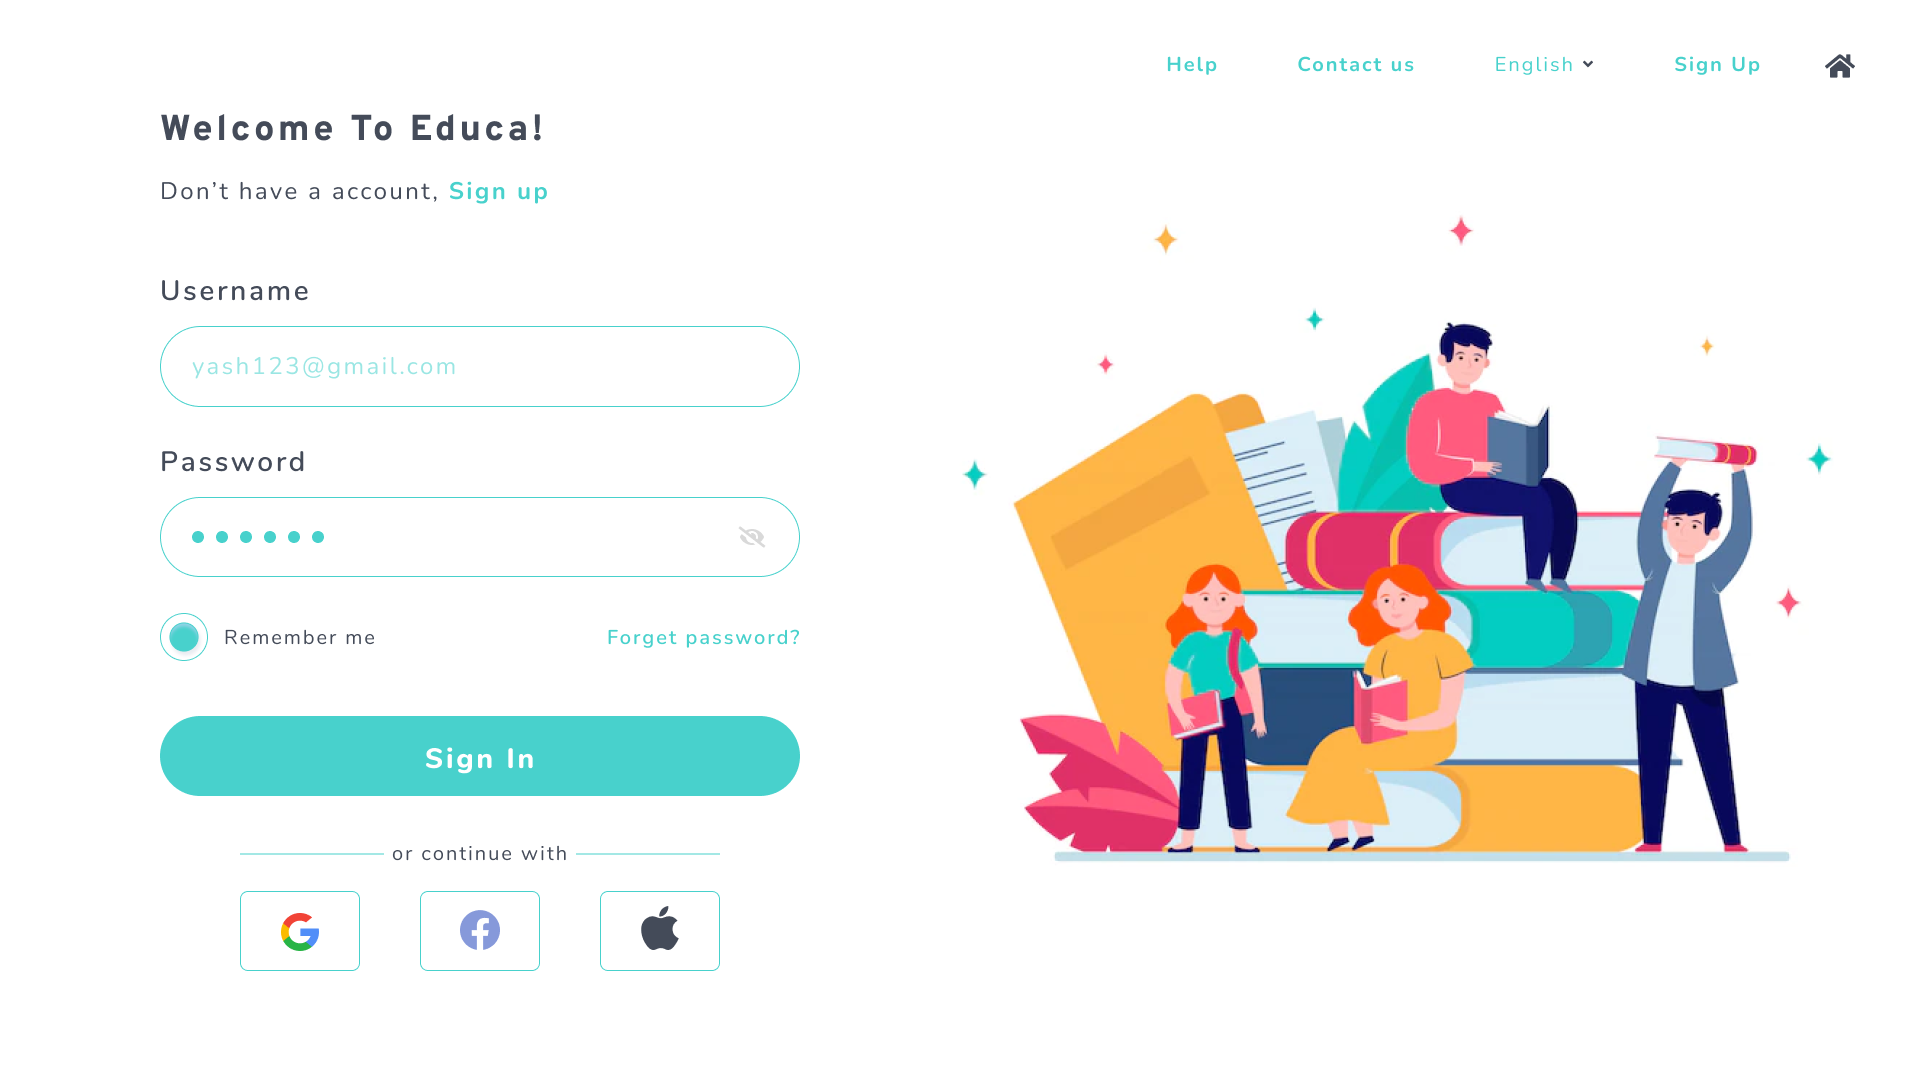 Help Contact us English Sign Up
Welcome To Educa!
Don’t have a account, Sign up
Username
yash123@gmail.com
Password
Remember me Forget password?
Sign In
or continue with